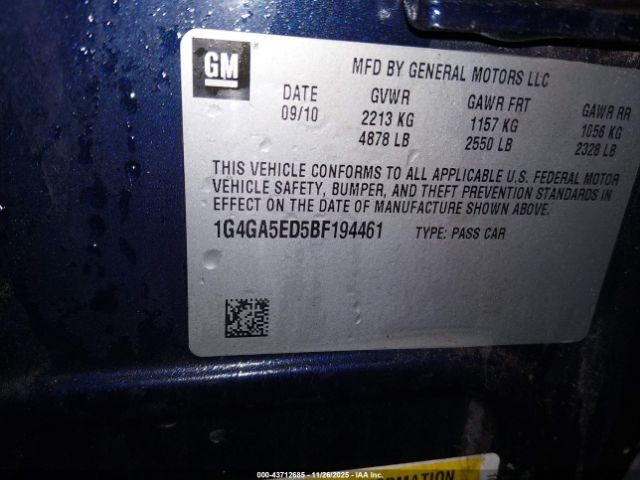 GM
MFD BY GENERAL MOTORS LLC
DATE GVWR GAWR FRT GAWR RR
09/10 2213 KG 1157 KG 1056 KG
4878 LB 2550 LB 2328 LB
THIS VEHICLE CONFORMS TO ALL APPLICABLE U.S. FEDERAL MOTOR
VEHICLE SAFETY, BUMPER, AND THEFT PREVENTION STANDARDS IN
EFFECT ON THE DATE OF MANUFACTURE SHOWN ABOVE.
1G4GA5ED5BF194461 TYPE: PASS CAR
INFORMATION
000-43712685 - 11/26/2025 - IAAI.COM